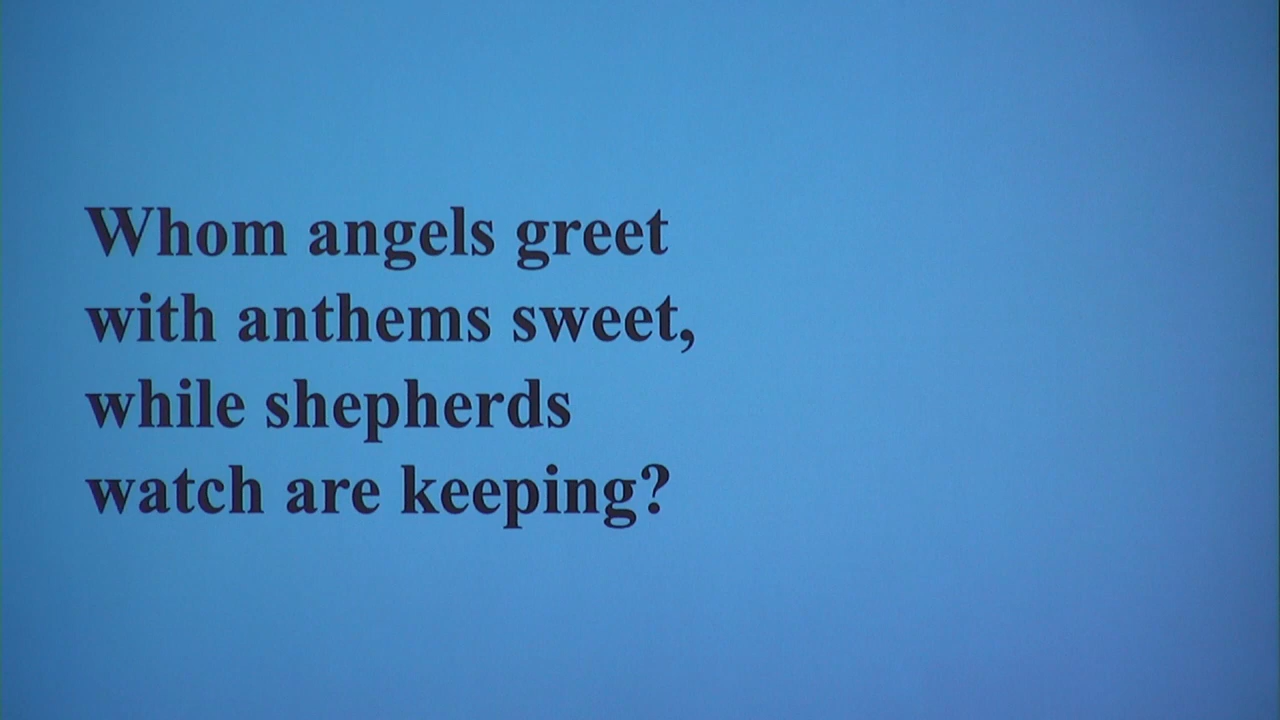 Whom angels greet
with anthems sweet,
while shepherds
watch are keeping?